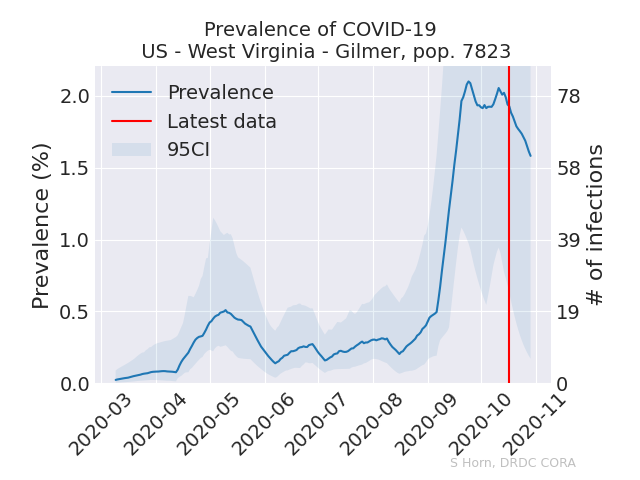 Prevalence of COVID-19
US - West Virginia - Gilmer, pop. 7823
Prevalence
Latest data
95CI
Prevalence (%)
2.0
1.5
1.0
0.5
0.0
# of infections
78
58
39
19
0
2020-03
2020-04
2020-05
2020-06
2020-07
2020-08
2020-09
2020-10
2020-11
S Horn, DRDC CORA